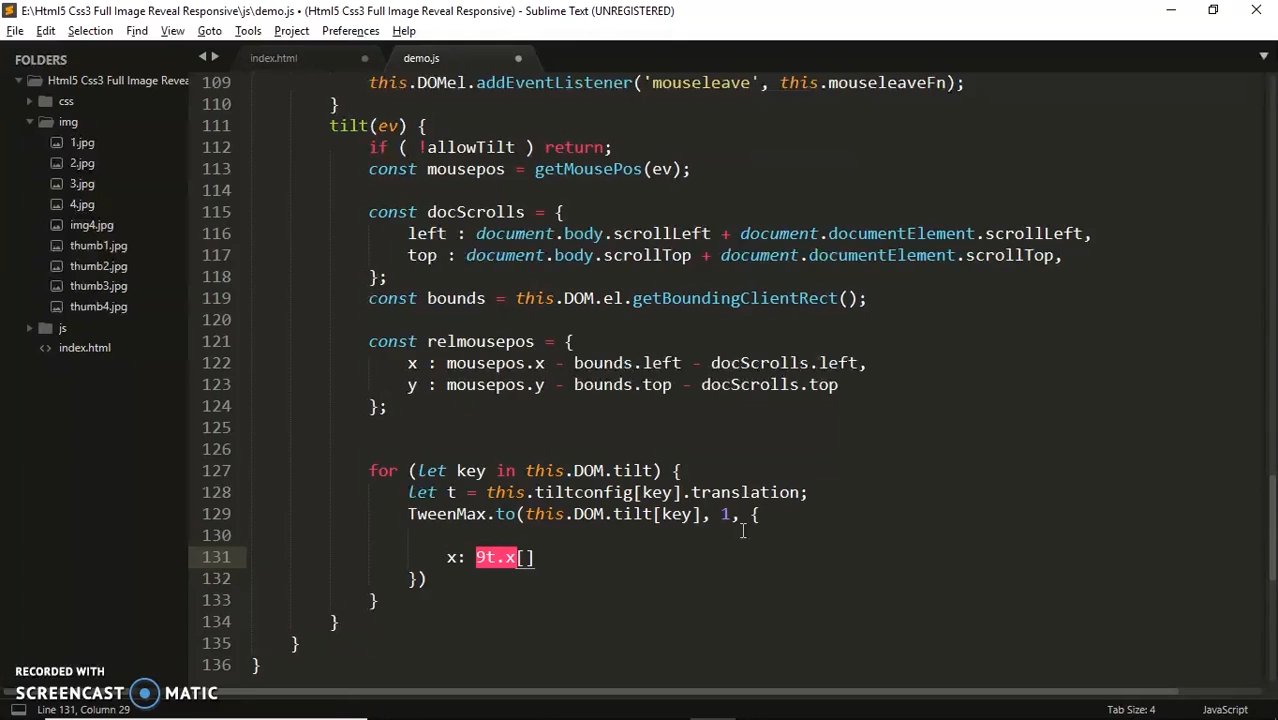 E:\Html5 Css3 Full Image Reveal Responsive\js\demo.js • (Html5 Css3 Full Image Reveal Responsive) - Sublime Text (UNREGISTERED)
File Edit Selection Find View Goto Tools Project Preferences Help
FOLDERS
Html5 Css3 Full Image Revea
css
img
1.jpg
2.jpg
3.jpg
4.jpg
img4.jpg
thumb1.jpg
thumb2.jpg
thumb3.jpg
thumb4.jpg
js
index.html
index.html demo.js
109 this.DOMel.addEventListener('mouseleave', this.mouseleaveFn);
110 }
111 tilt(ev) {
112 if ( !allowTilt ) return;
113 const mousepos = getMousePos(ev);
114
115 const docScrolls = {
116 left : document.body.scrollLeft + document.documentElement.scrollLeft,
117 top : document.body.scrollTop + document.documentElement.scrollTop,
118 };
119 const bounds = this.DOM.el.getBoundingClientRect();
120
121 const relmousepos = {
122 x : mousepos.x - bounds.left - docScrolls.left,
123 y : mousepos.y - bounds.top - docScrolls.top
124 };
125
126
127 for (let key in this.DOM.tilt) {
128 let t = this.tiltconfig[key].translation;
129 TweenMax.to(this.DOM.tilt[key], 1, {
130
131 x: 9t.x[]
132 })
133 }
134 }
135 }
136 }
RECORDED WITH
SCREENCAST MATIC
Line 131, Column 29 Tab Size: 4 JavaScript